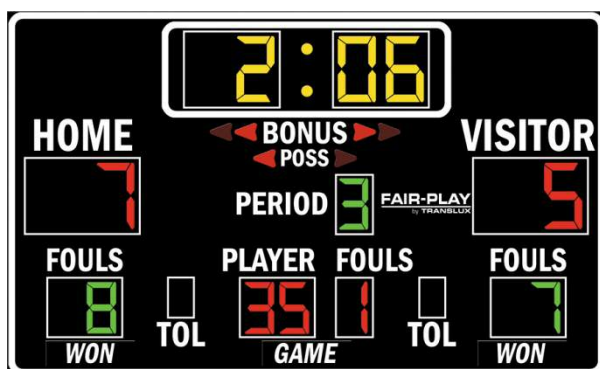 2:06
HOME BONUS VISITOR
POSS
7 5
PERIOD 3 FAIR-PLAY
by TRANSLUX
FOULS PLAYER FOULS FOULS
8 TOL 35 1 TOL 7
WON GAME WON